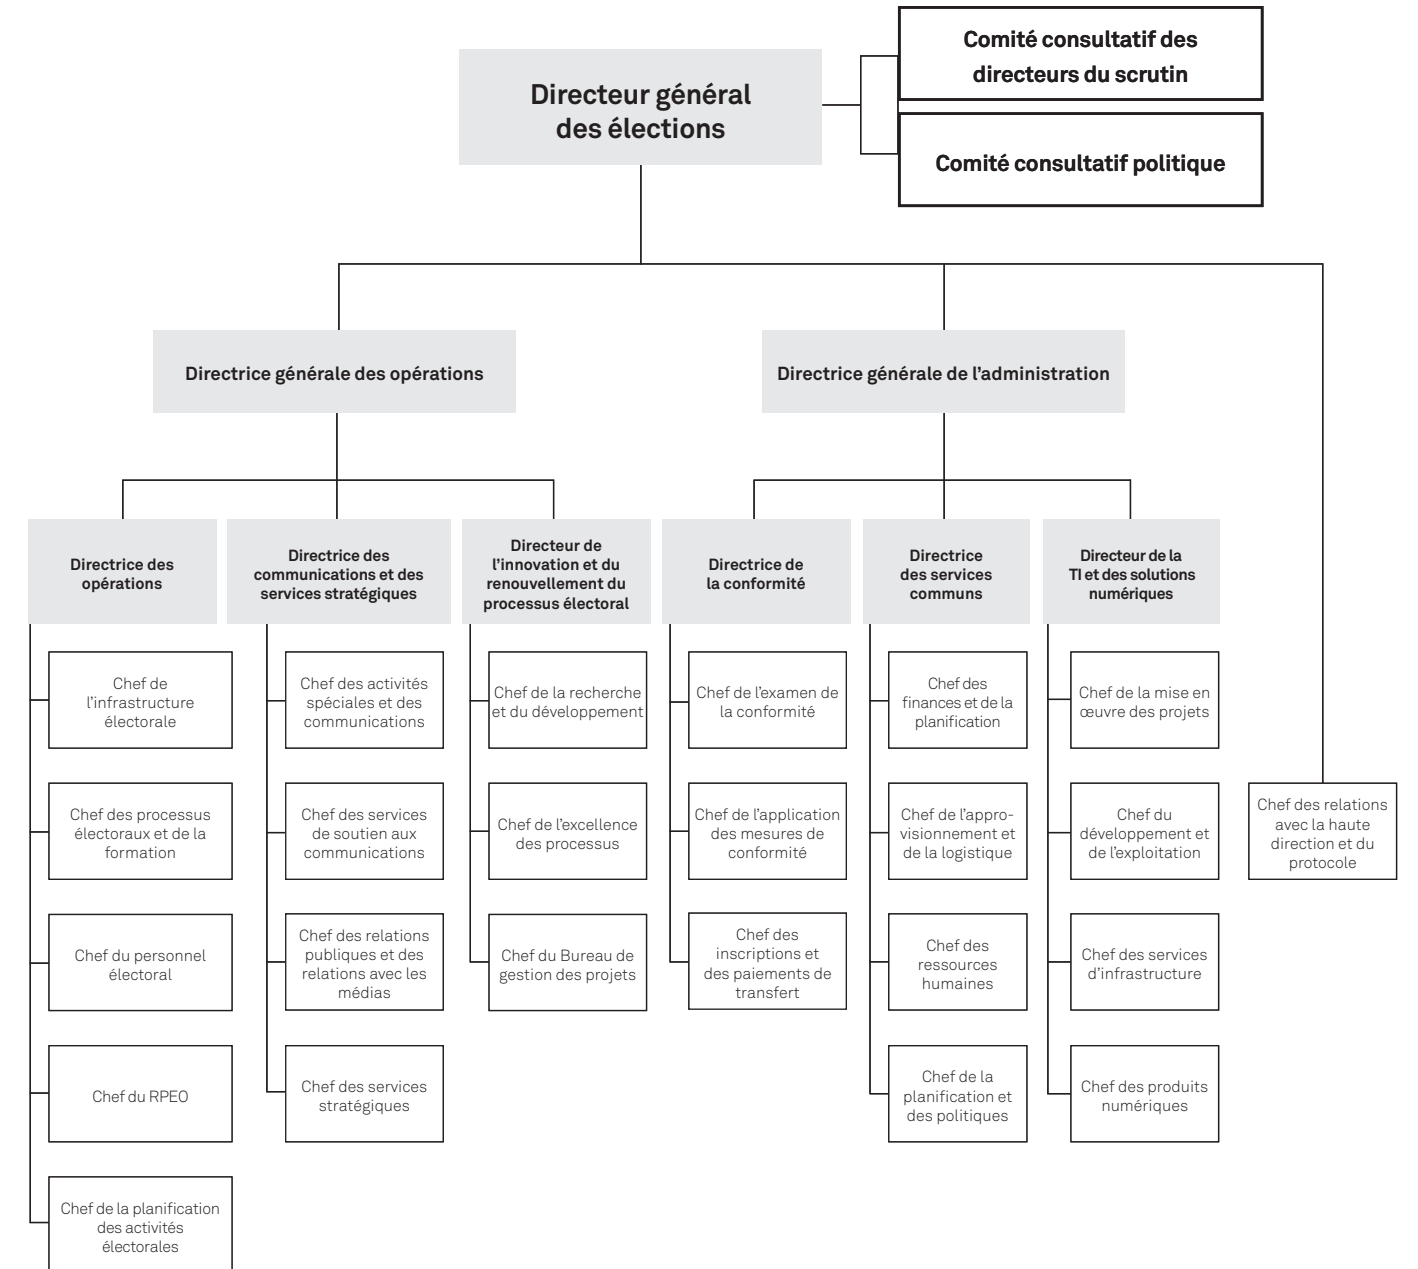 Comité consultatif des
directeurs du scrutin
Directeur général
des élections
Comité consultatif politique
Directrice générale des opérations
Directrice générale de l'administration
Directrice des
opérations
Directrice des
communications et des
services stratégiques
Directeur de
l'innovation et du
renouvellement du
processus électoral
Directrice de
la conformité
Directrice
des services
communs
Directeur de la
TI et des solutions
numériques
Chef de
l'infrastructure
électorale
Chef des activités
spéciales et des
communications
Chef de la recherche
et du développement
Chef de l'examen de
la conformité
Chef des
finances et de la
planification
Chef de la mise en
œuvre des projets
Chef des processus
électoraux et de la
formation
Chef des services
de soutien aux
communications
Chef de l'excellence
des processus
Chef de l'application
des mesures de
conformité
Chef de l'appro-
visionnement et
de la logistique
Chef du
développement et
de l'exploitation
Chef des relations
avec la haute
direction et du
protocole
Chef du personnel
électoral
Chef des relations
publiques et des
relations avec les
médias
Chef du Bureau de
gestion des projets
Chef des
inscriptions et
des paiements de
transfert
Chef des
ressources
humaines
Chef des services
d'infrastructure
Chef du RPEO
Chef des services
stratégiques
Chef de la
planification et
des politiques
Chef des produits
numériques
Chef de la planification
des activités
électorales